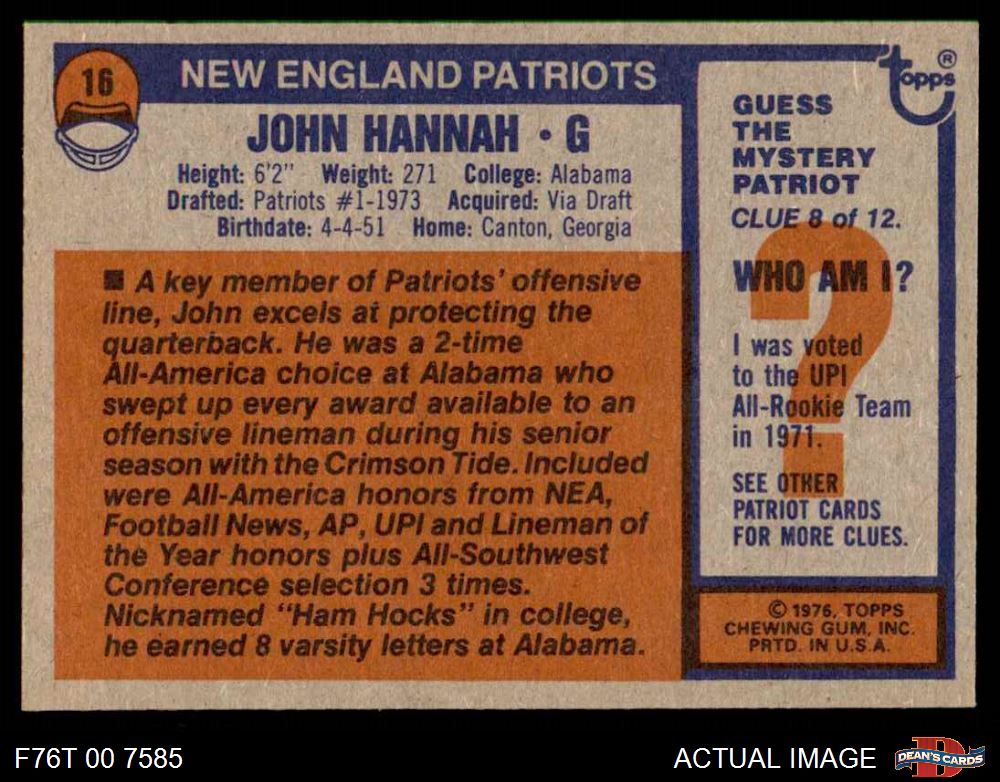 16
NEW ENGLAND PATRIOTS
JOHN HANNAH • G
Height: 6'2" Weight: 271 College: Alabama
Drafted: Patriots #1-1973 Acquired: Via Draft
Birthdate: 4-4-51 Home: Canton, Georgia
■ A key member of Patriots' offensive
line, John excels at protecting the
quarterback. He was a 2-time
All-America choice at Alabama who
swept up every award available to an
offensive lineman during his senior
season with the Crimson Tide. Included
were All-America honors from NEA,
Football News, AP, UPI and Lineman of
the Year honors plus All-Southwest
Conference selection 3 times.
Nicknamed "Ham Hocks" in college,
he earned 8 varsity letters at Alabama.
Topps ®
GUESS
THE
MYSTERY
PATRIOT
CLUE 8 of 12.
?
WHO AM I?
I was voted
to the UPI
All-Rookie Team
in 1971.
SEE OTHER
PATRIOT CARDS
FOR MORE CLUES.
© 1976, TOPPS
CHEWING GUM, INC.
PRTD. IN U.S.A.
F76T 00 7585
ACTUAL IMAGE
D
DEAN'S CARDS